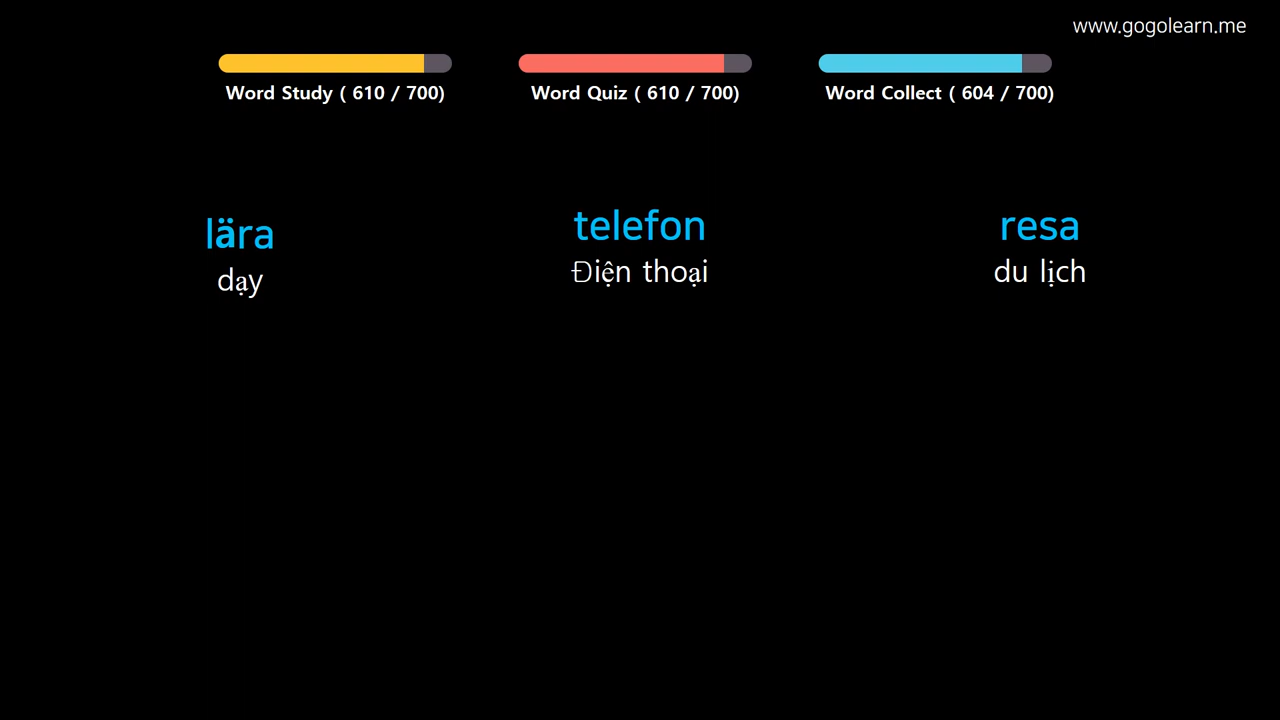 www.gogolearn.me
Word Study ( 610 / 700)
Word Quiz ( 610 / 700)
Word Collect ( 604 / 700)
lära
dạy
telefon
Điện thoại
resa
du lịch